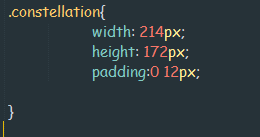 .constellation{
width: 214px;
height: 172px;
padding:0 12px;
}